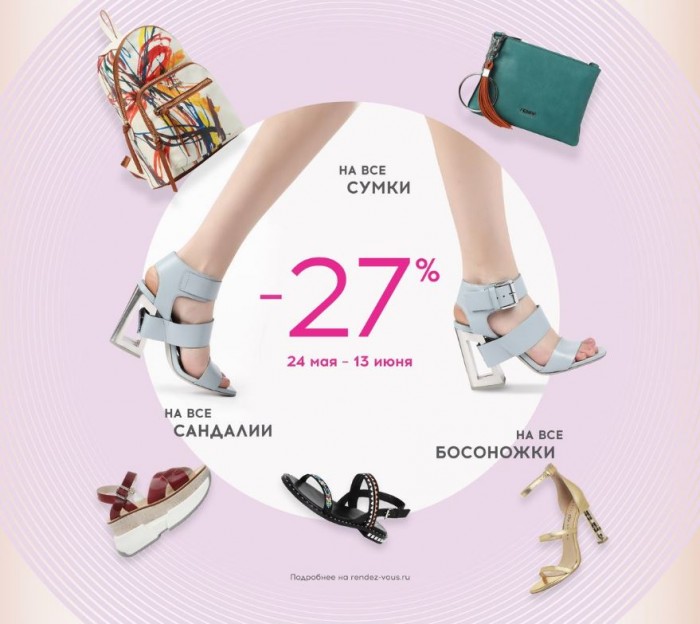 НА ВСЕ
СУМКИ
-27%
24 мая - 13 июня
НА ВСЕ
САНДАЛИИ
НА ВСЕ
БОСОНОЖКИ
Подробнее на rendez-vous.ru